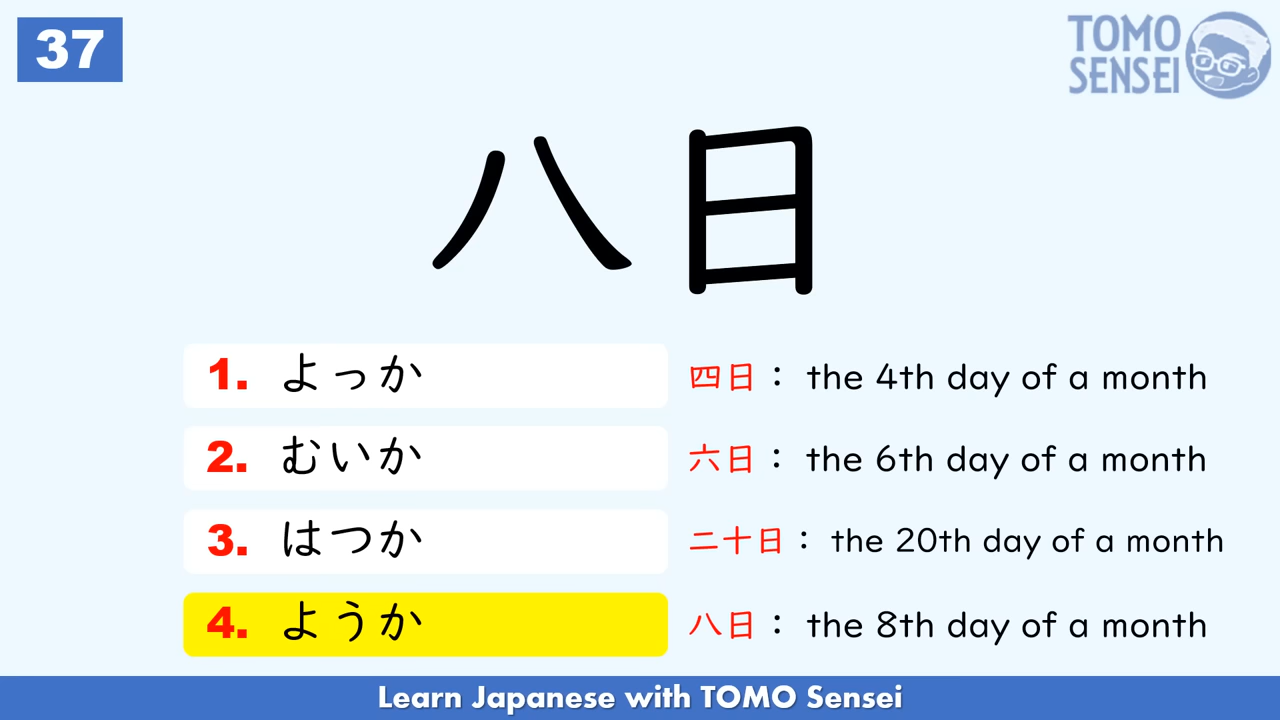 37
TOMO
SENSEI
八日
1. よっか 四日： the 4th day of a month
2. むいか 六日： the 6th day of a month
3. はつか 二十日： the 20th day of a month
4. ようか 八日： the 8th day of a month
Learn Japanese with TOMO Sensei